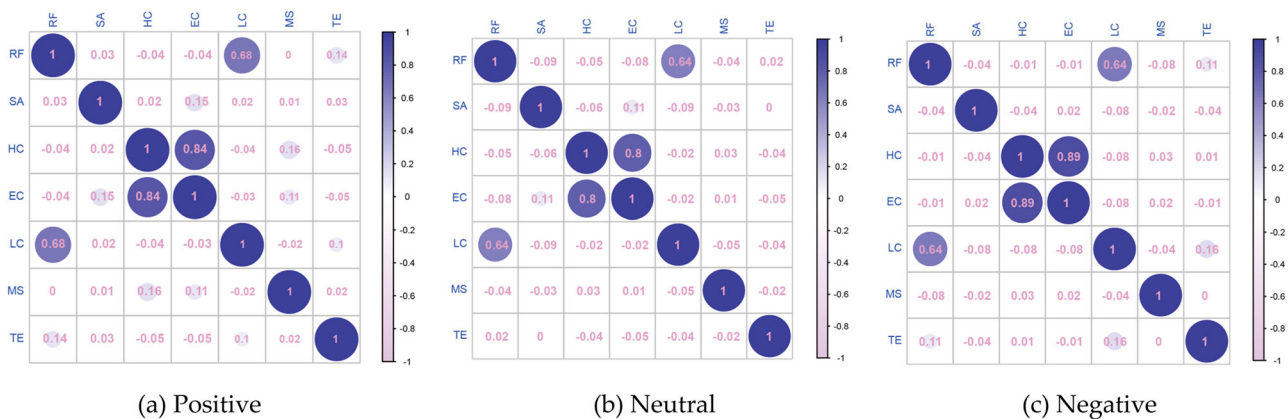 RF SA HC EC LC MS TE
RF 1 0.03 -0.04 -0.04 0.68 0 0.14
SA 0.03 1 0.02 0.15 0.02 0.01 0.03
HC -0.04 0.02 1 0.84 -0.04 0.16 -0.05
EC -0.04 0.15 0.84 1 -0.03 0.11 -0.05
LC 0.68 0.02 -0.04 -0.03 1 -0.02 0.1
MS 0 0.01 0.16 0.11 -0.02 1 0.02
TE 0.14 0.03 -0.05 -0.05 0.1 0.02 1
1
0.8
0.6
0.4
0.2
0
-0.2
-0.4
-0.6
-0.8
-1
(a) Positive
RF SA HC EC LC MS TE
RF 1 -0.09 -0.05 -0.08 0.64 -0.04 0.02
SA -0.09 1 -0.06 0.11 -0.09 -0.03 0
HC -0.05 -0.06 1 0.8 -0.02 0.03 -0.04
EC -0.08 0.11 0.8 1 -0.02 0.01 -0.05
LC 0.64 -0.09 -0.02 -0.02 1 -0.05 -0.04
MS -0.04 -0.03 0.03 0.01 -0.05 1 -0.02
TE 0.02 0 -0.04 -0.05 -0.04 -0.02 1
1
0.8
0.6
0.4
0.2
0
-0.2
-0.4
-0.6
-0.8
-1
(b) Neutral
RF SA HC EC LC MS TE
RF 1 -0.04 -0.01 -0.01 0.64 -0.08 0.11
SA -0.04 1 -0.04 0.02 -0.08 -0.02 -0.04
HC -0.01 -0.04 1 0.89 -0.08 0.03 0.01
EC -0.01 0.02 0.89 1 -0.08 0.02 -0.01
LC 0.64 -0.08 -0.08 -0.08 1 -0.04 0.16
MS -0.08 -0.02 0.03 0.02 -0.04 1 0
TE 0.11 -0.04 0.01 -0.01 0.16 0 1
1
0.8
0.6
0.4
0.2
0
-0.2
-0.4
-0.6
-0.8
-1
(c) Negative